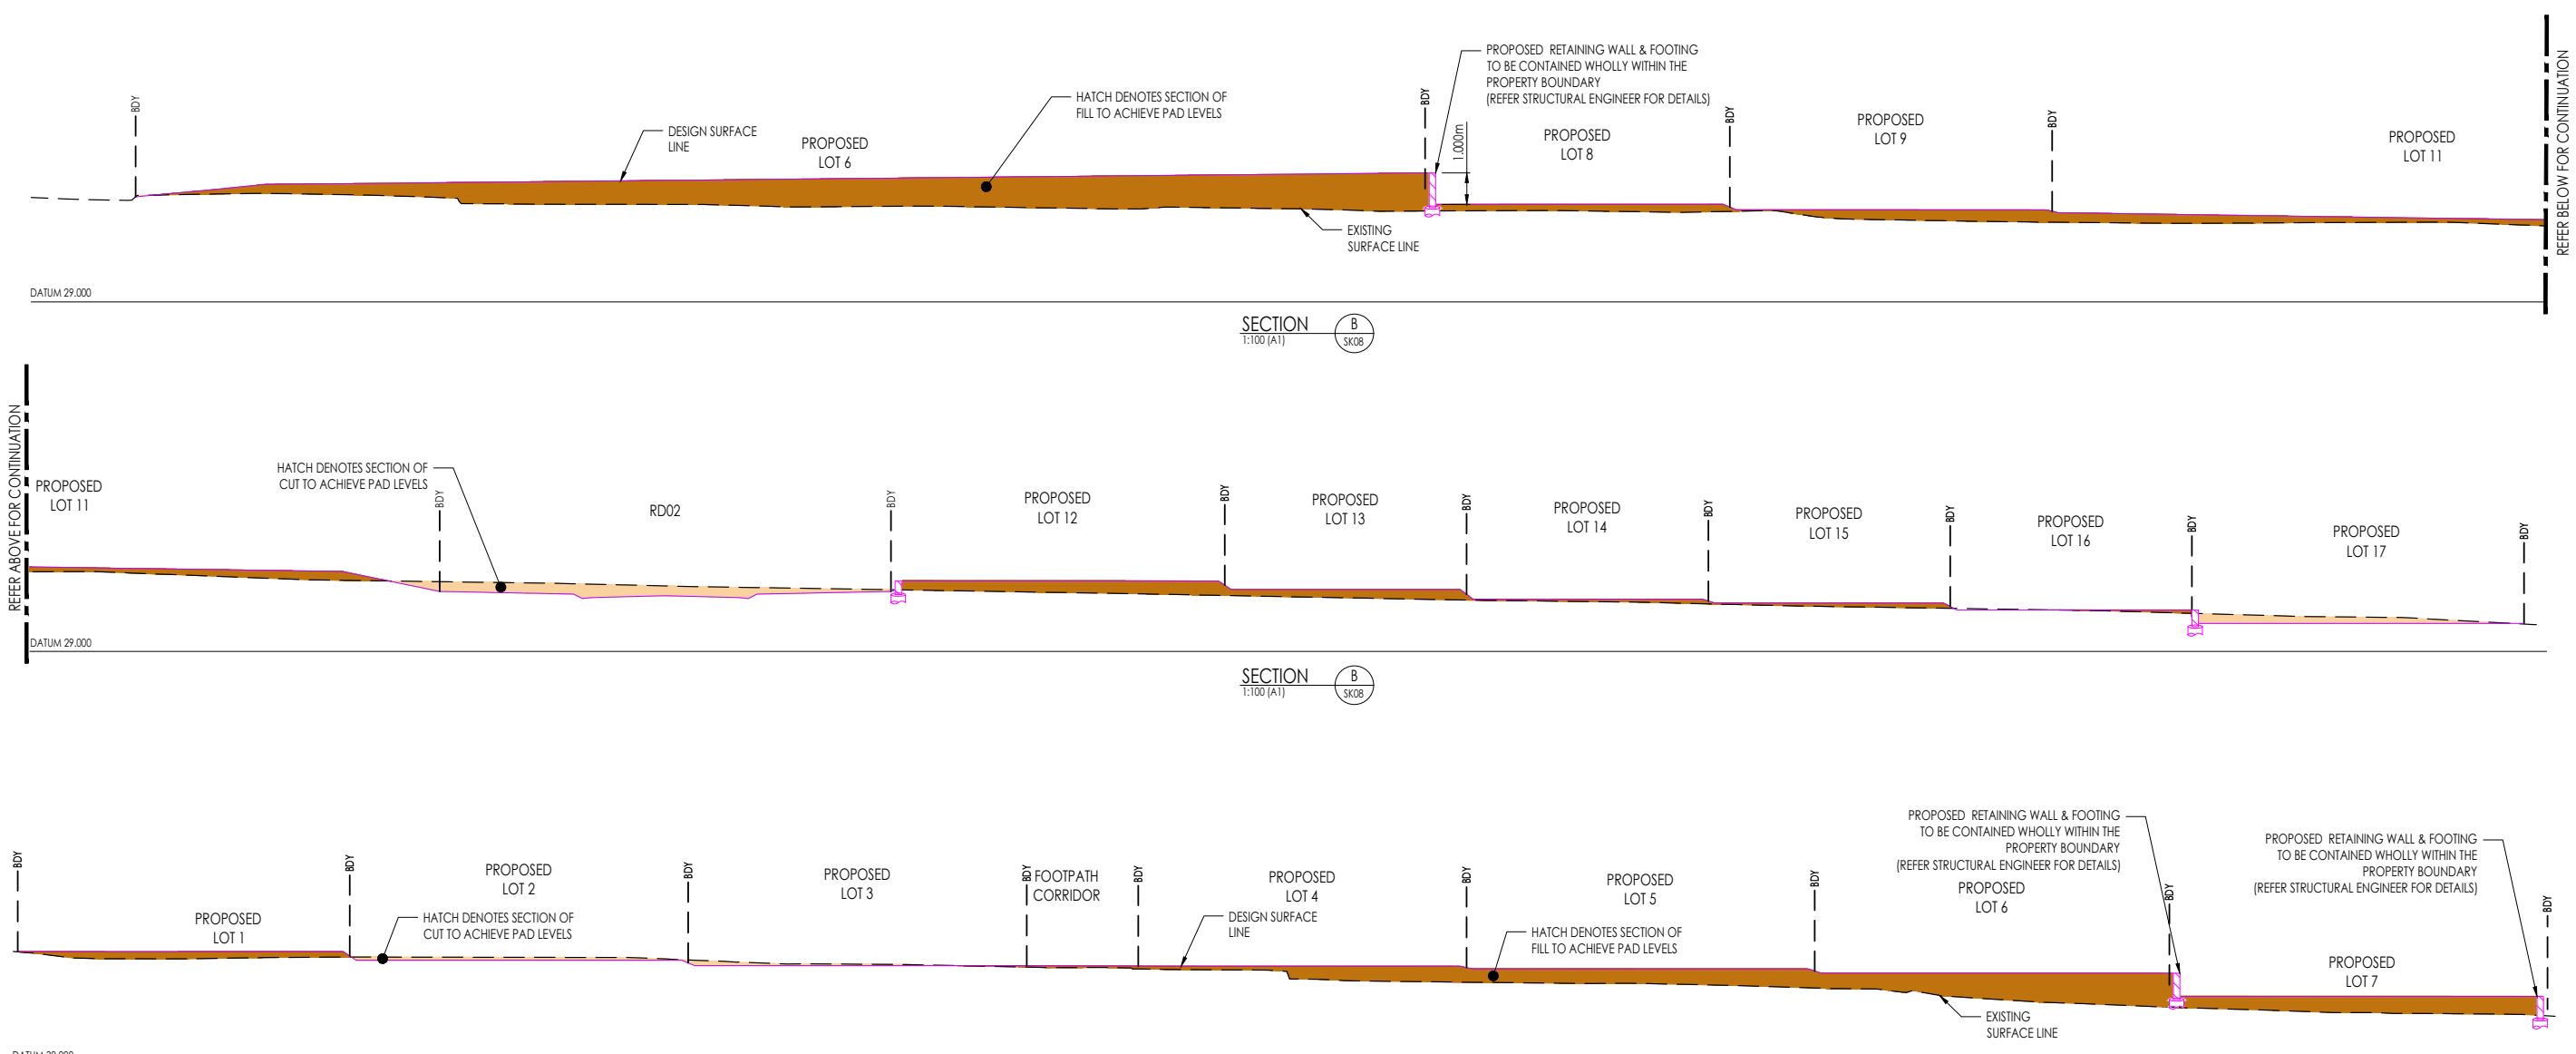 PROPOSED RETAINING WALL & FOOTING
TO BE CONTAINED WHOLLY WITHIN THE
PROPERTY BOUNDARY
(REFER STRUCTURAL ENGINEER FOR DETAILS)
HATCH DENOTES SECTION OF
FILL TO ACHIEVE PAD LEVELS
DESIGN SURFACE
LINE
BDY
PROPOSED
LOT 6
BDY
1.000m
PROPOSED
LOT 8
BDY
PROPOSED
LOT 9
BDY
PROPOSED
LOT 11
REFER BELOW FOR CONTINUATION
EXISTING
SURFACE LINE
DATUM 29.000
SECTION
1:100 (A1)
B
SK08
REFER ABOVE FOR CONTINUATION
PROPOSED
LOT 11
HATCH DENOTES SECTION OF
CUT TO ACHIEVE PAD LEVELS
BDY
RD02
BDY
PROPOSED
LOT 12
BDY
PROPOSED
LOT 13
BDY
PROPOSED
LOT 14
BDY
PROPOSED
LOT 15
BDY
PROPOSED
LOT 16
BDY
PROPOSED
LOT 17
BDY
DATUM 29.000
SECTION
1:100 (A1)
B
SK08
BDY
PROPOSED
LOT 1
BDY
PROPOSED
LOT 2
HATCH DENOTES SECTION OF
CUT TO ACHIEVE PAD LEVELS
BDY
PROPOSED
LOT 3
BDY
FOOTPATH
CORRIDOR
BDY
PROPOSED
LOT 4
DESIGN SURFACE
LINE
BDY
PROPOSED
LOT 5
HATCH DENOTES SECTION OF
FILL TO ACHIEVE PAD LEVELS
BDY
PROPOSED RETAINING WALL & FOOTING
TO BE CONTAINED WHOLLY WITHIN THE
PROPERTY BOUNDARY
(REFER STRUCTURAL ENGINEER FOR DETAILS)
PROPOSED
LOT 6
BDY
PROPOSED RETAINING WALL & FOOTING
TO BE CONTAINED WHOLLY WITHIN THE
PROPERTY BOUNDARY
(REFER STRUCTURAL ENGINEER FOR DETAILS)
PROPOSED
LOT 7
BDY
EXISTING
SURFACE LINE